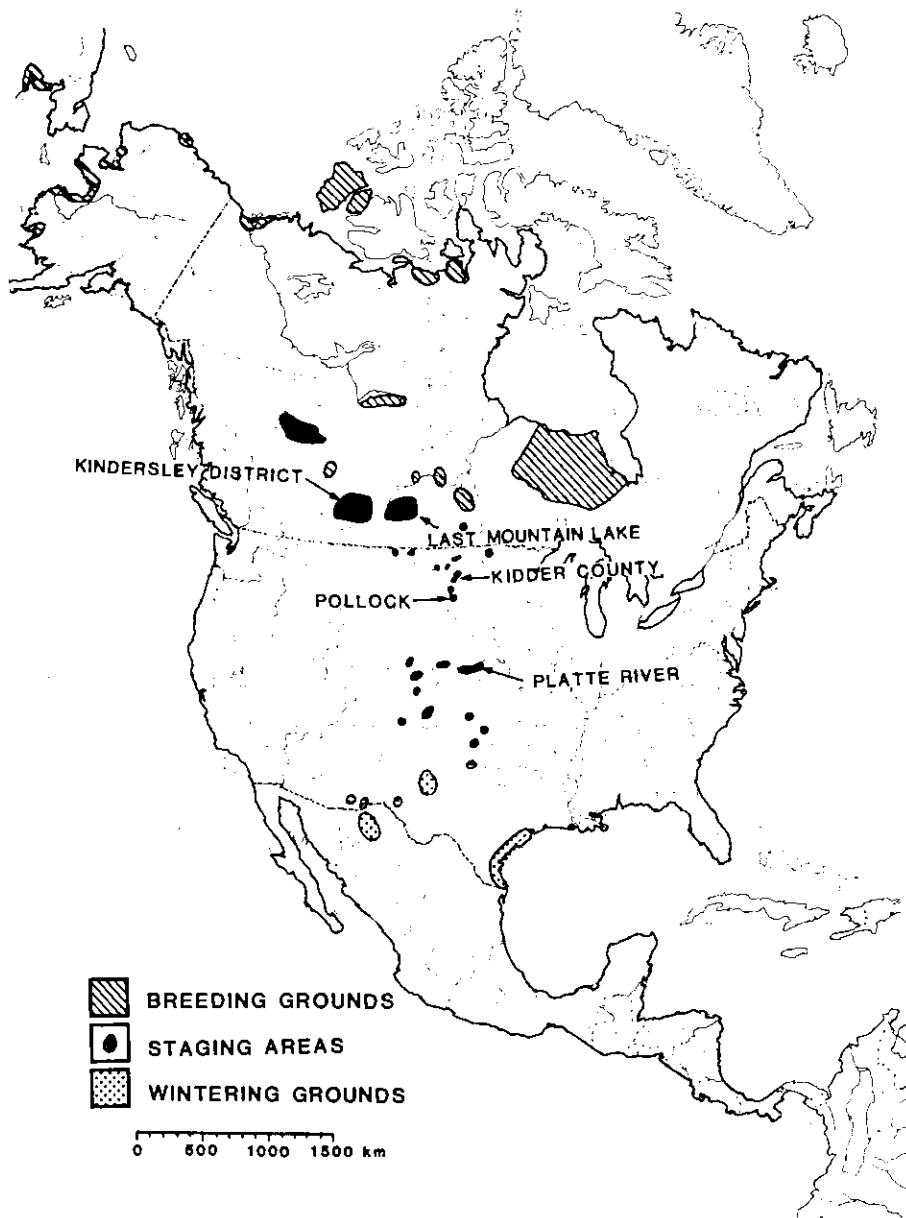 KINDERSLEY DISTRICT
LAST MOUNTAIN LAKE
KIDDER COUNTY
POLLOCK
PLATTE RIVER
BREEDING GROUNDS
STAGING AREAS
WINTERING GROUNDS
0 500 1000 1500 km